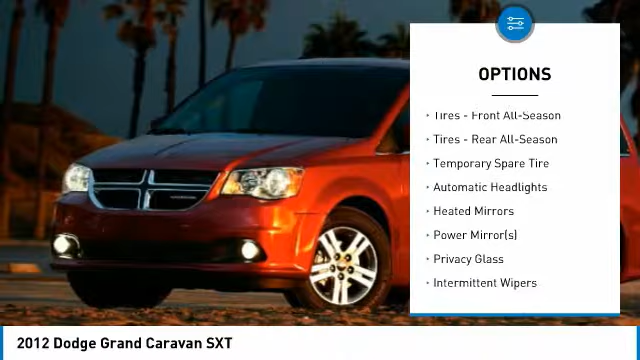 OPTIONS
Tires - Front All-Season
Tires - Rear All-Season
Temporary Spare Tire
Automatic Headlights
Heated Mirrors
Power Mirror(s)
Privacy Glass
Intermittent Wipers
2012 Dodge Grand Caravan SXT